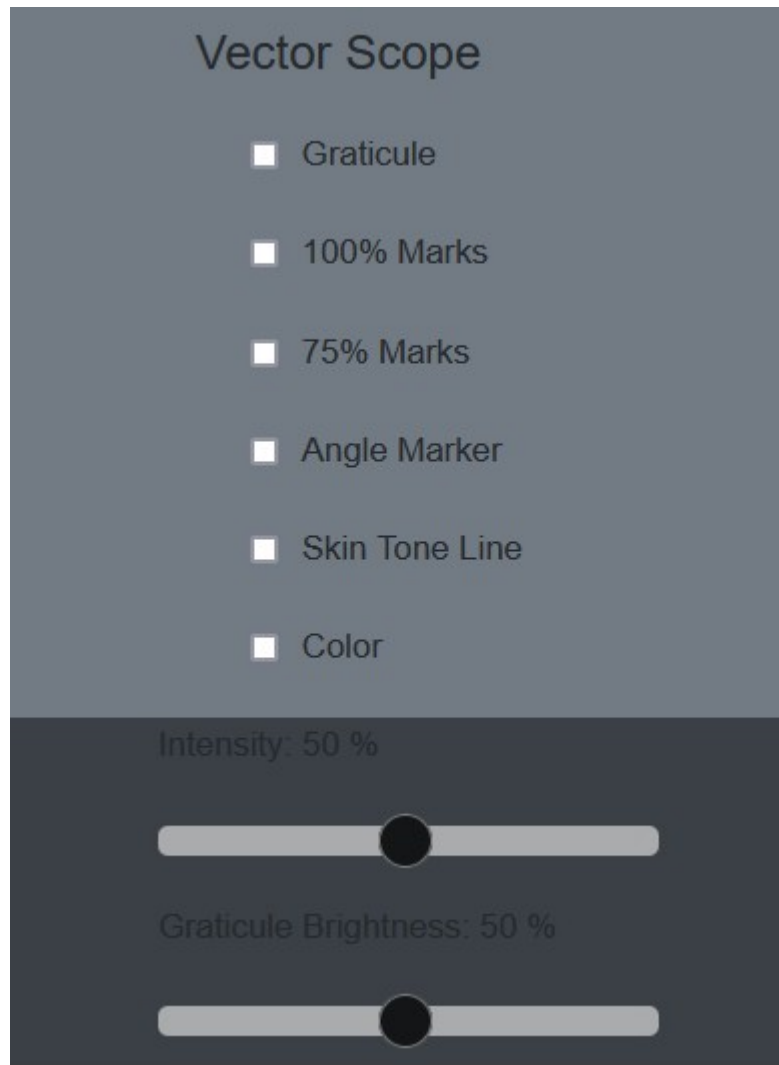 Vector Scope
Graticule
100% Marks
75% Marks
Angle Marker
Skin Tone Line
Color
Intensity: 50 %
Graticule Brightness: 50 %